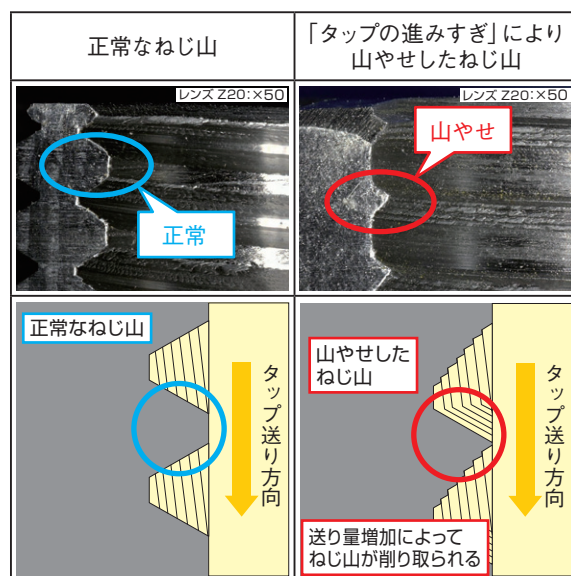 正常なねじ山
「タップの進みすぎ」により
山やせしたねじ山
レンズ Z20:×50
正常
レンズ Z20:×50
山やせ
正常なねじ山
タップ送り方向
山やせした
ねじ山
タップ送り方向
送り量増加によって
ねじ山が削り取られる